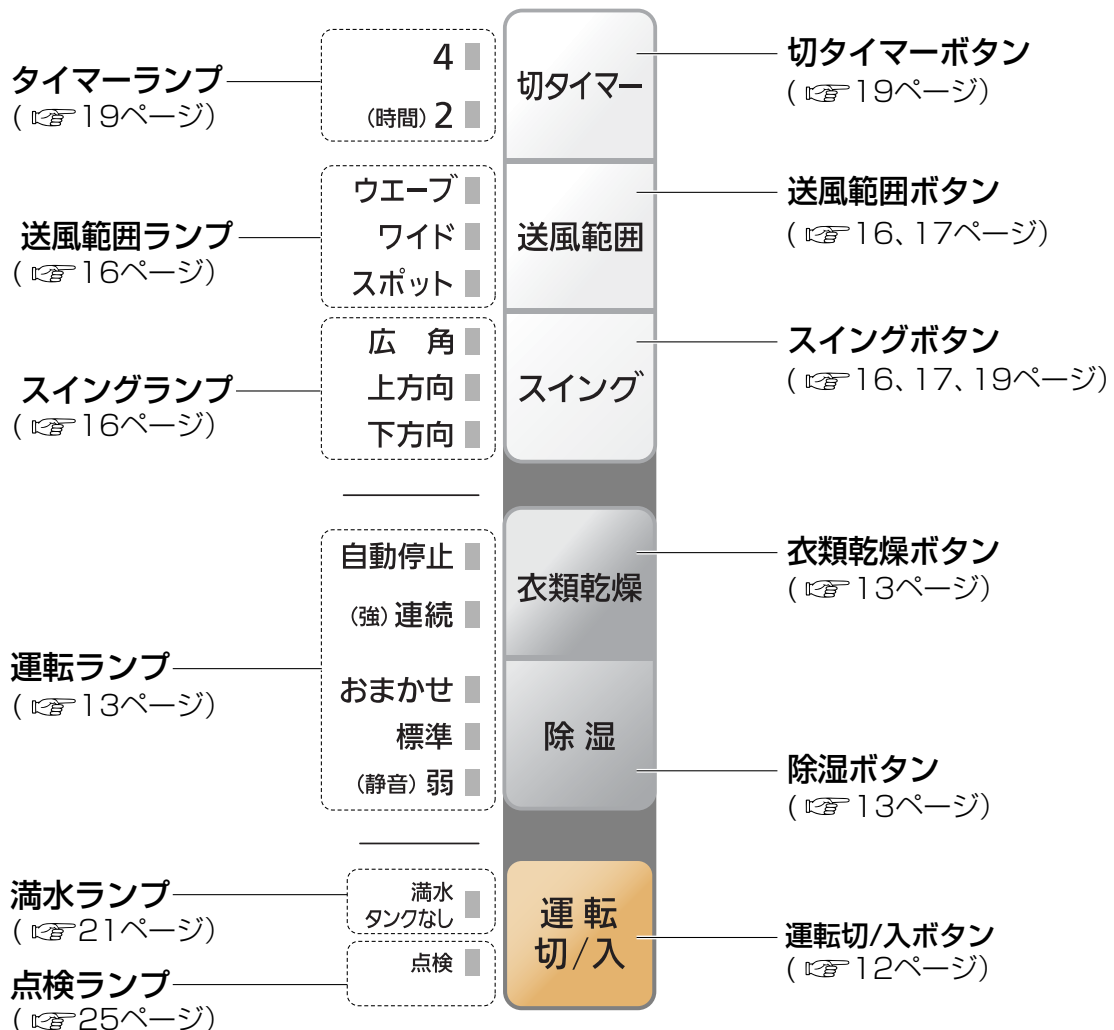 タイマーランプ
(☞19ページ)
送風範囲ランプ
(☞16ページ)
スイングランプ
(☞16ページ)
運転ランプ
(☞13ページ)
満水ランプ
(☞21ページ)
点検ランプ
(☞25ページ)
4
(時間) 2
ウエーブ
ワイド
スポット
広 角
上方向
下方向
自動停止
(強) 連続
おまかせ
標準
(静音) 弱
満水
タンクなし
点検
切タイマー
送風範囲
スイング
衣類乾燥
除 湿
運 転
切/入
切タイマーボタン
(☞19ページ)
送風範囲ボタン
(☞16、17ページ)
スイングボタン
(☞16、17、19ページ)
衣類乾燥ボタン
(☞13ページ)
除湿ボタン
(☞13ページ)
運転切/入ボタン
(☞12ページ)